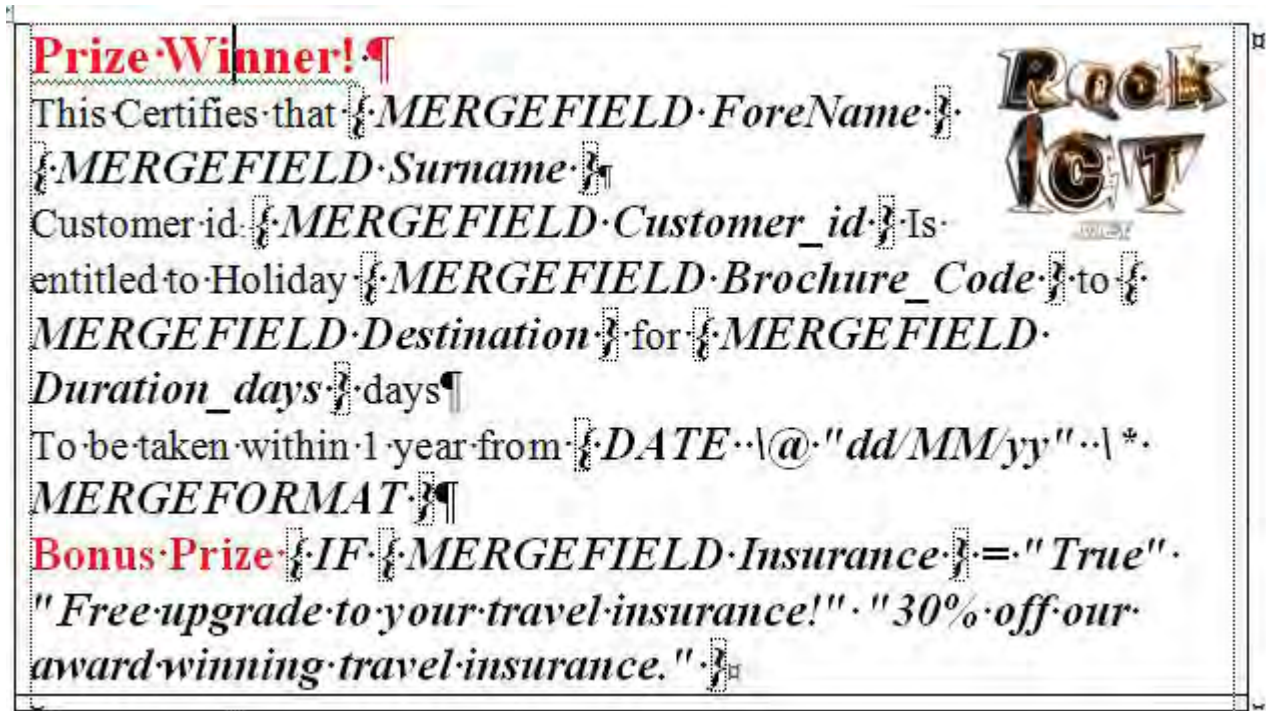 Prize Winner! ¶
This Certifies that { MERGEFIELD ForeName }
{ MERGEFIELD Surname }¶
Customer id { MERGEFIELD Customer_id } Is
entitled to Holiday { MERGEFIELD Brochure_Code } to {
MERGEFIELD Destination } for { MERGEFIELD
Duration_days } days¶
To be taken within 1 year from { DATE \@ "dd/MM/yy" \*
MERGEFORMAT }¶
Bonus Prize { IF { MERGEFIELD Insurance } = "True"
"Free upgrade to your travel insurance!" "30% off our
award winning travel insurance." }
Rook
ICT